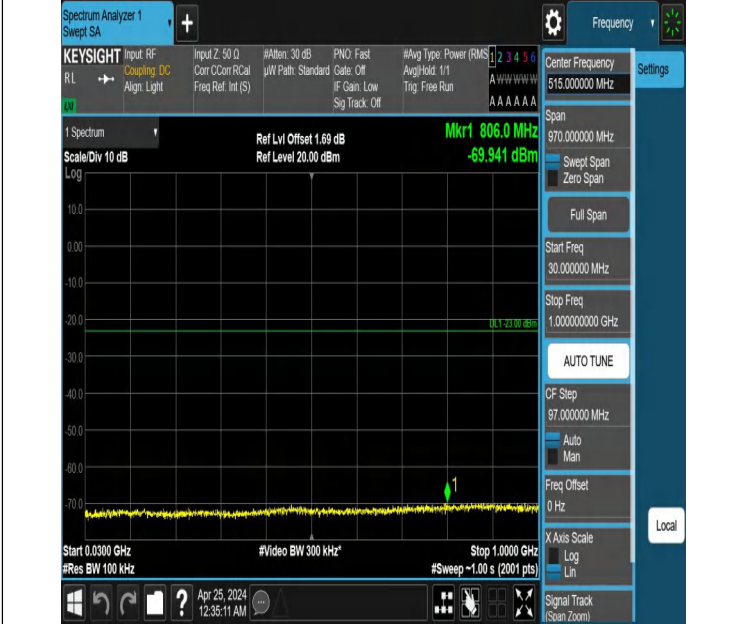 Spectrum Analyzer 1
Swept SA
+
Frequency
KEYSIGHT
RL
LXI
Input: RF
Coupling: DC
Align: Light
Input Z: 50 Ω
Corr CCorr RCal
Freq Ref: Int (S)
#Atten: 30 dB
µW Path: Standard
PNO: Fast
Gate: Off
IF Gain: Low
Sig Track: Off
#Avg Type: Power (RMS
Avg|Hold: 1/1
Trig: Free Run
1 2 3 4 5 6
A W W W W W
A A A A A A
1 Spectrum
Scale/Div 10 dB
Log
Ref Lvl Offset 1.69 dB
Ref Level 20.00 dBm
Mkr1 806.0 MHz
-69.941 dBm
10.0
0.00
-10.0
-20.0
-30.0
-40.0
-50.0
-60.0
-70.0
DL1 -23.00 dBm
1
Start 0.0300 GHz
#Res BW 100 kHz
#Video BW 300 kHz*
Stop 1.0000 GHz
#Sweep ~1.00 s (2001 pts)
?
Apr 25, 2024
12:35:11 AM
Center Frequency
515.000000 MHz
Settings
Span
970.000000 MHz
Swept Span
Zero Span
Full Span
Start Freq
30.000000 MHz
Stop Freq
1.000000000 GHz
AUTO TUNE
CF Step
97.000000 MHz
Auto
Man
Freq Offset
0 Hz
X Axis Scale
Log
Lin
Local
Signal Track
(Span Zoom)